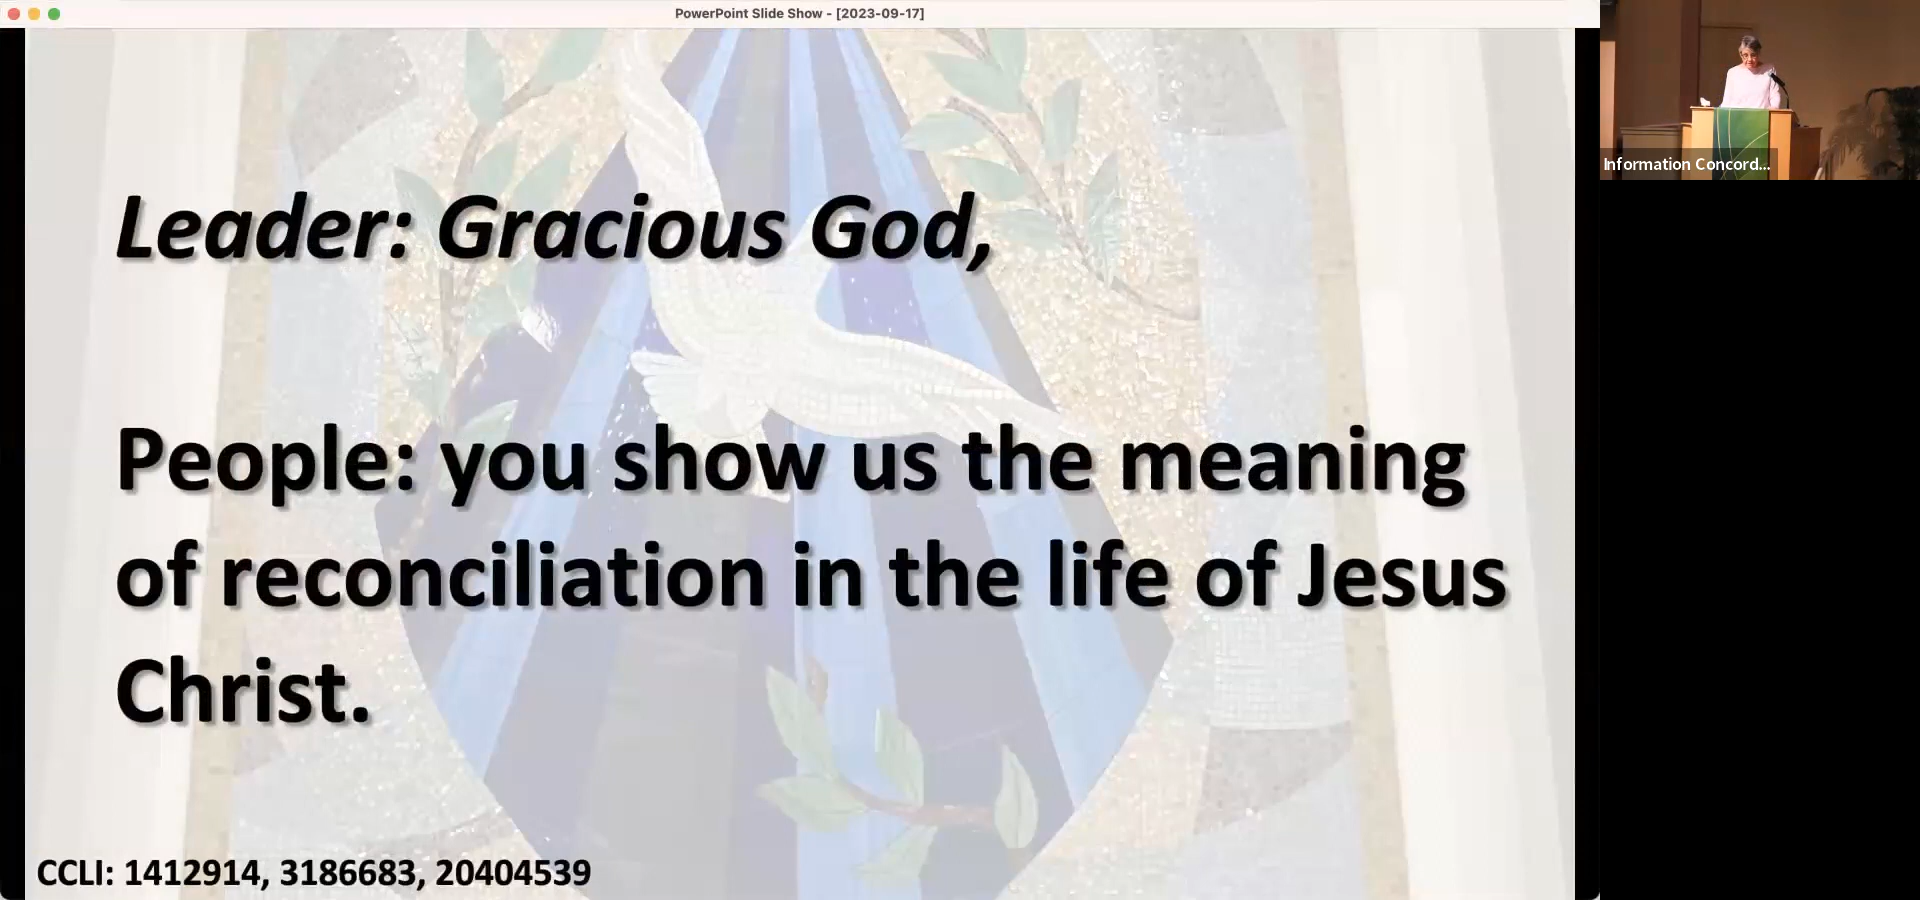 PowerPoint Slide Show - [2023-09-17]
Leader: Gracious God,
People: you show us the meaning
of reconciliation in the life of Jesus
Christ.
CCLI: 1412914, 3186683, 20404539
Information Concord...